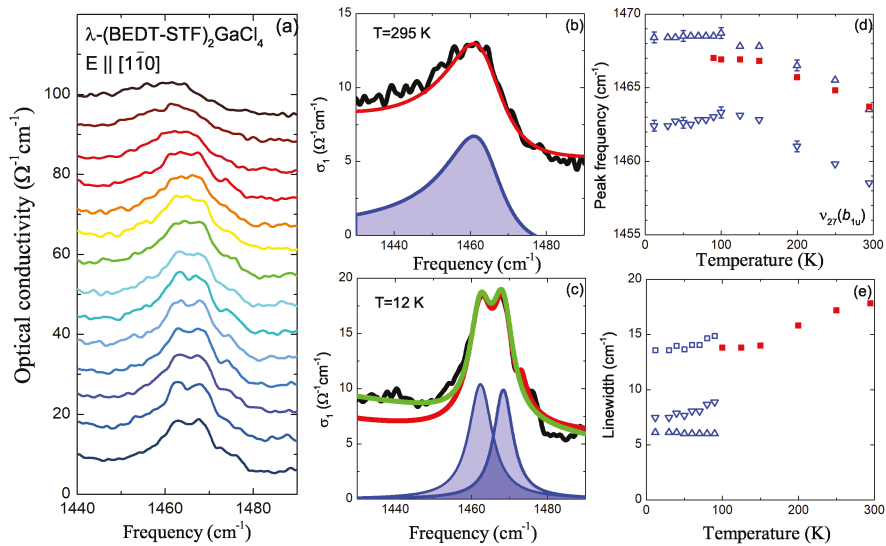 (a)
λ-(BEDT-STF)₂GaCl₄
E || [11̄0]
Optical conductivity (Ω⁻¹cm⁻¹)
100
80
60
40
20
0
1440 1460 1480
Frequency (cm⁻¹)
(b)
T=295 K
σ₁ (Ω⁻¹cm⁻¹)
15
10
5
0
1440 1460 1480
Frequency (cm⁻¹)
(c)
T=12 K
σ₁ (Ω⁻¹cm⁻¹)
20
15
10
5
0
1440 1460 1480
Frequency (cm⁻¹)
(d)
Peak frequency (cm⁻¹)
1470
1465
1460
1455
ν₂₇(b₁ᵤ)
0 100 200 300
Temperature (K)
(e)
Linewidth (cm⁻¹)
20
15
10
5
0
0 100 200 300
Temperature (K)